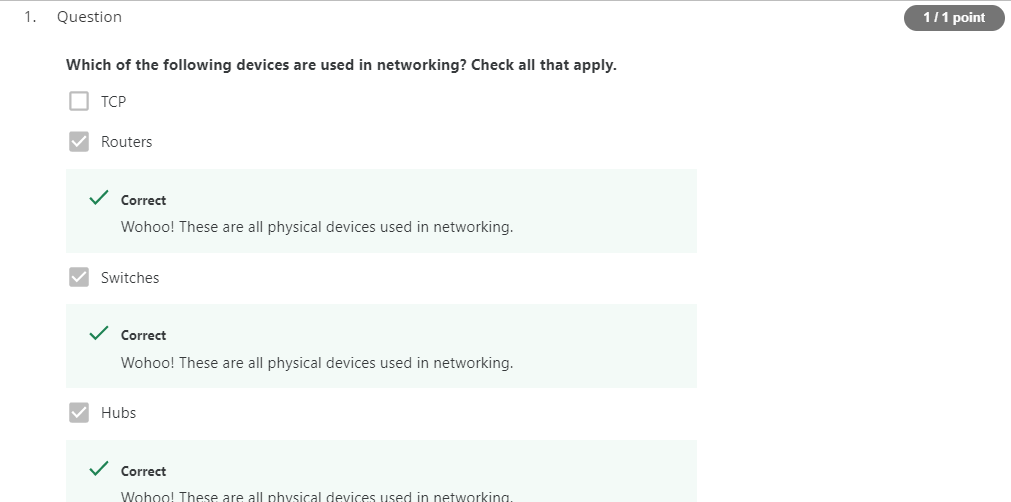 1. Question
1 / 1 point
Which of the following devices are used in networking? Check all that apply.
TCP
Routers
Correct
Wohoo! These are all physical devices used in networking.
Switches
Correct
Wohoo! These are all physical devices used in networking.
Hubs
Correct
Wohoo! These are all physical devices used in networking.